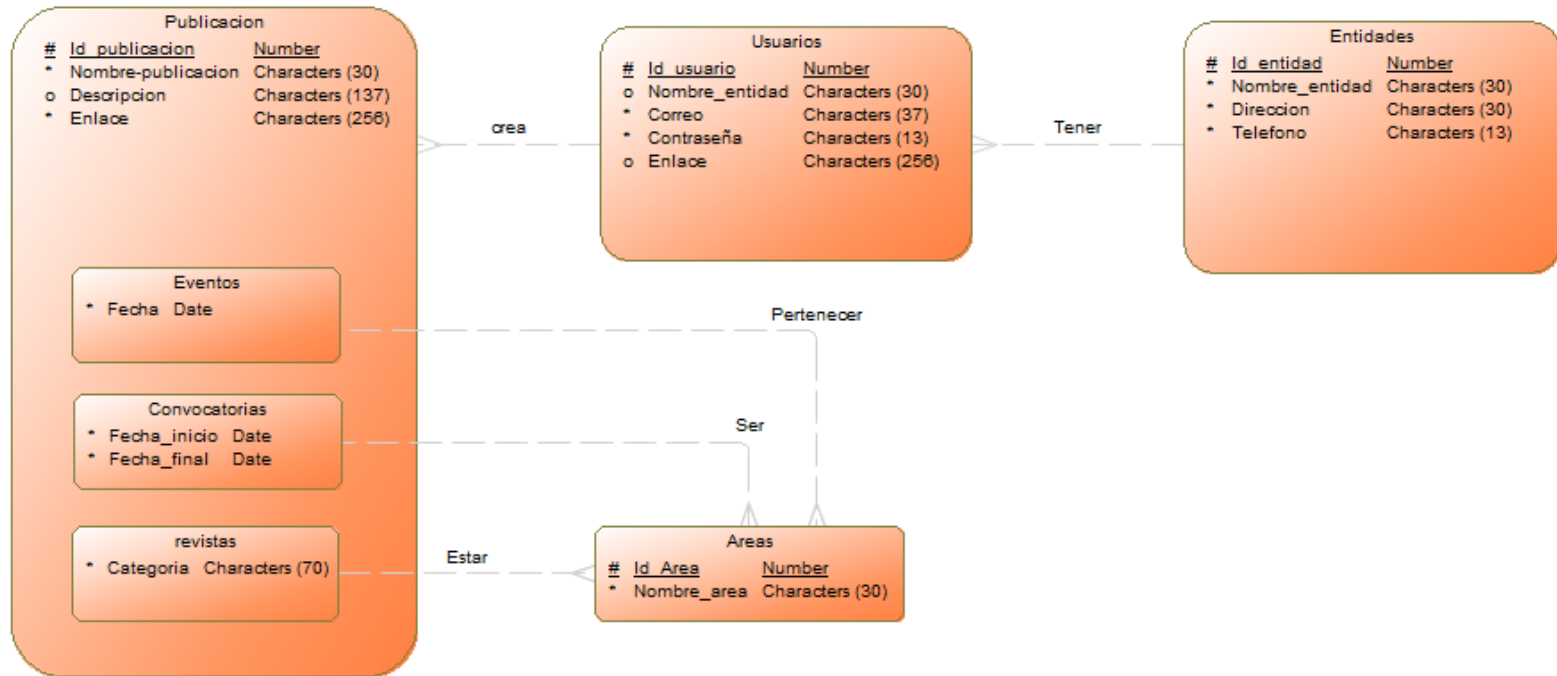 Publicacion
# Id_publicacion Number
* Nombre-publicacion Characters (30)
o Descripcion Characters (137)
* Enlace Characters (256)
Eventos
* Fecha Date
Convocatorias
* Fecha_inicio Date
* Fecha_final Date
revistas
* Categoria Characters (70)
crea
Usuarios
# Id_usuario Number
o Nombre_entidad Characters (30)
* Correo Characters (37)
* Contraseña Characters (13)
o Enlace Characters (256)
Tener
Entidades
# Id_entidad Number
* Nombre_entidad Characters (30)
* Direccion Characters (30)
* Telefono Characters (13)
Pertenecer
Ser
Estar
Areas
# Id_Area Number
* Nombre_area Characters (30)